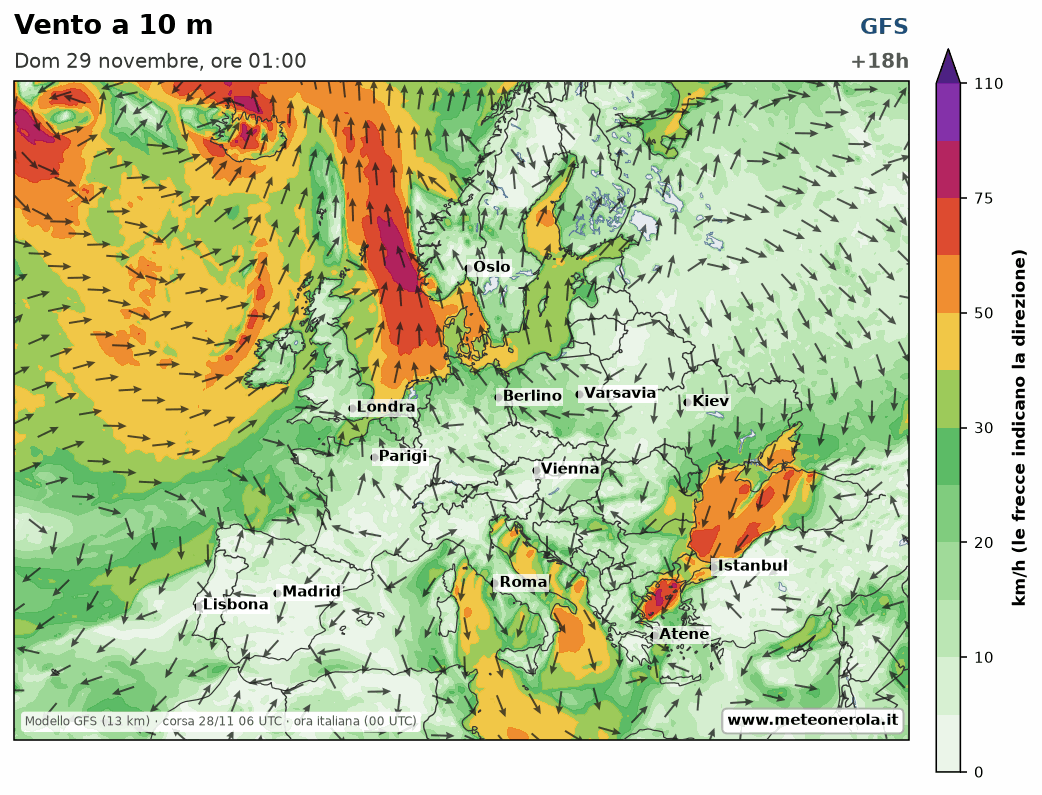 Vento a 10 m
GFS
Dom 29 novembre, ore 01:00
+18h
110
75
50
30
20
10
0
km/h (le frecce indicano la direzione)
Oslo
Berlino
Varsavia
Kiev
Londra
Parigi
Vienna
Istanbul
Roma
Madrid
Lisbona
Atene
Modello GFS (13 km) · corsa 28/11 06 UTC · ora italiana (00 UTC)
www.meteonerola.it